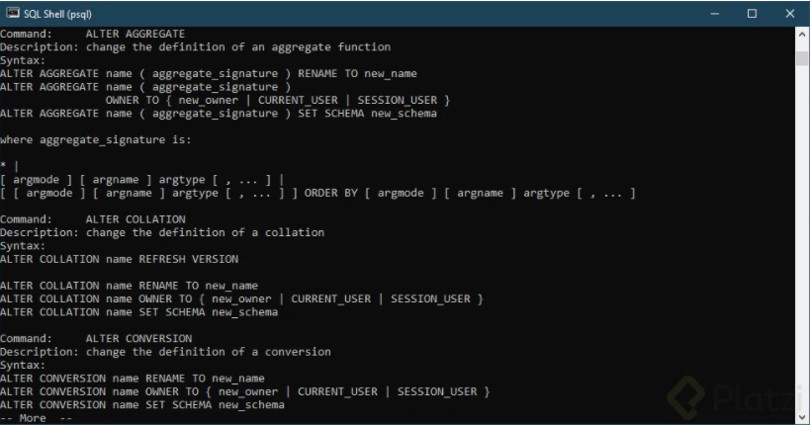 SQL Shell (psql)
Command:     ALTER AGGREGATE
Description: change the definition of an aggregate function
Syntax:
ALTER AGGREGATE name ( aggregate_signature ) RENAME TO new_name
ALTER AGGREGATE name ( aggregate_signature )
                OWNER TO { new_owner | CURRENT_USER | SESSION_USER }
ALTER AGGREGATE name ( aggregate_signature ) SET SCHEMA new_schema

where aggregate_signature is:

* |
[ argmode ] [ argname ] argtype [ , ... ] |
[ [ argmode ] [ argname ] argtype [ , ... ] ] ORDER BY [ argmode ] [ argname ] argtype [ , ... ]

Command:     ALTER COLLATION
Description: change the definition of a collation
Syntax:
ALTER COLLATION name REFRESH VERSION

ALTER COLLATION name RENAME TO new_name
ALTER COLLATION name OWNER TO { new_owner | CURRENT_USER | SESSION_USER }
ALTER COLLATION name SET SCHEMA new_schema

Command:     ALTER CONVERSION
Description: change the definition of a conversion
Syntax:
ALTER CONVERSION name RENAME TO new_name
ALTER CONVERSION name OWNER TO { new_owner | CURRENT_USER | SESSION_USER }
ALTER CONVERSION name SET SCHEMA new_schema
-- More  --
Platzi